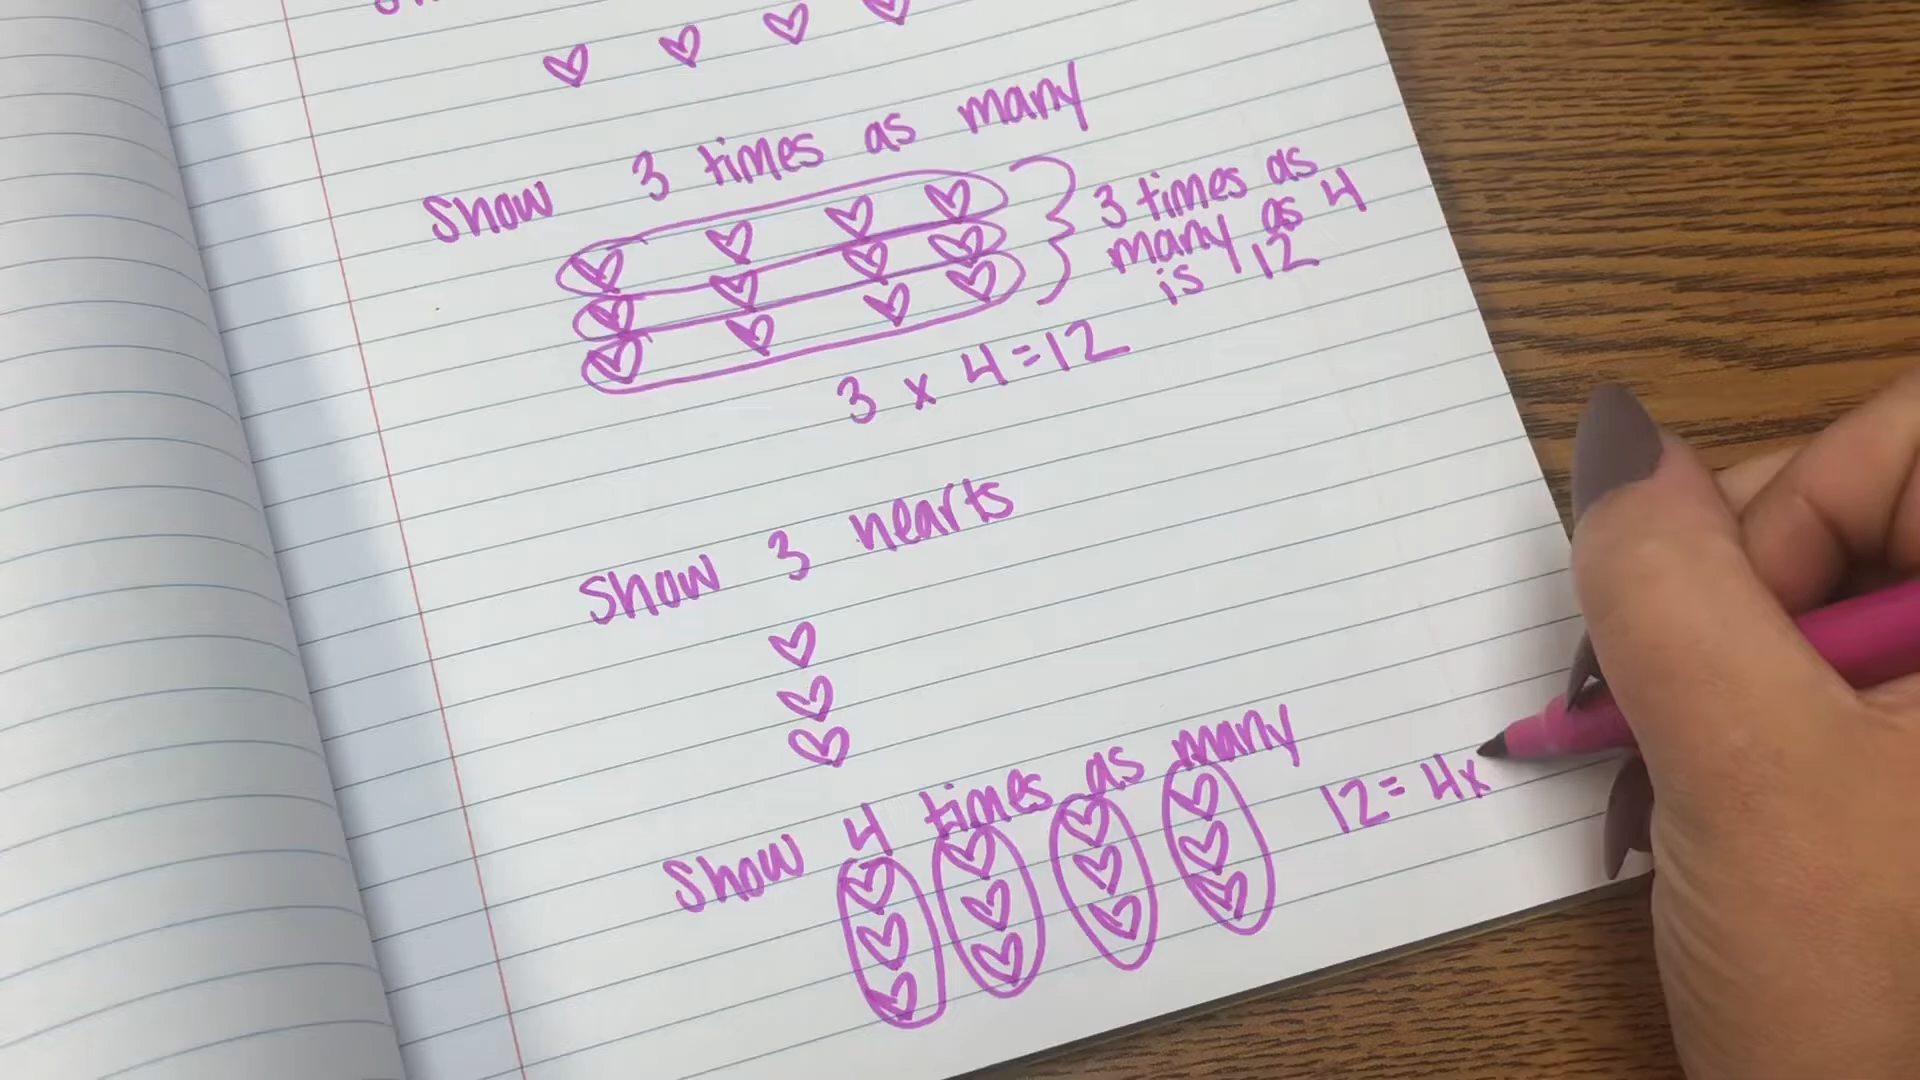 Show 3 times as many
3 times as
many as 4
is 12
3 x 4 = 12
Show 3 hearts
Show 4 times as many
12 = 4x